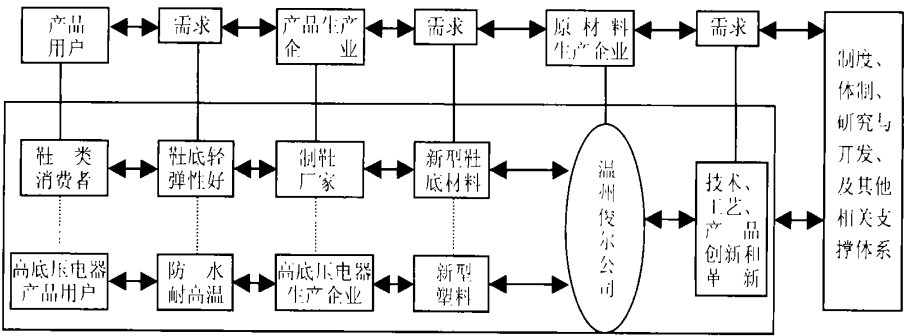 产品
用户
需求
产品生产
企业
需求
原材料
生产企业
需求
制度、
体制、
研究与
开发、
及其他
相关支
撑体系
鞋类
消费者
鞋底轻
弹性好
制鞋
厂家
新型鞋
底材料
温州俊尔公司
技术、
工艺、
产品
创新和
革新
高底压电器
产品用户
防水
耐高温
高底压电器
生产企业
新型
塑料